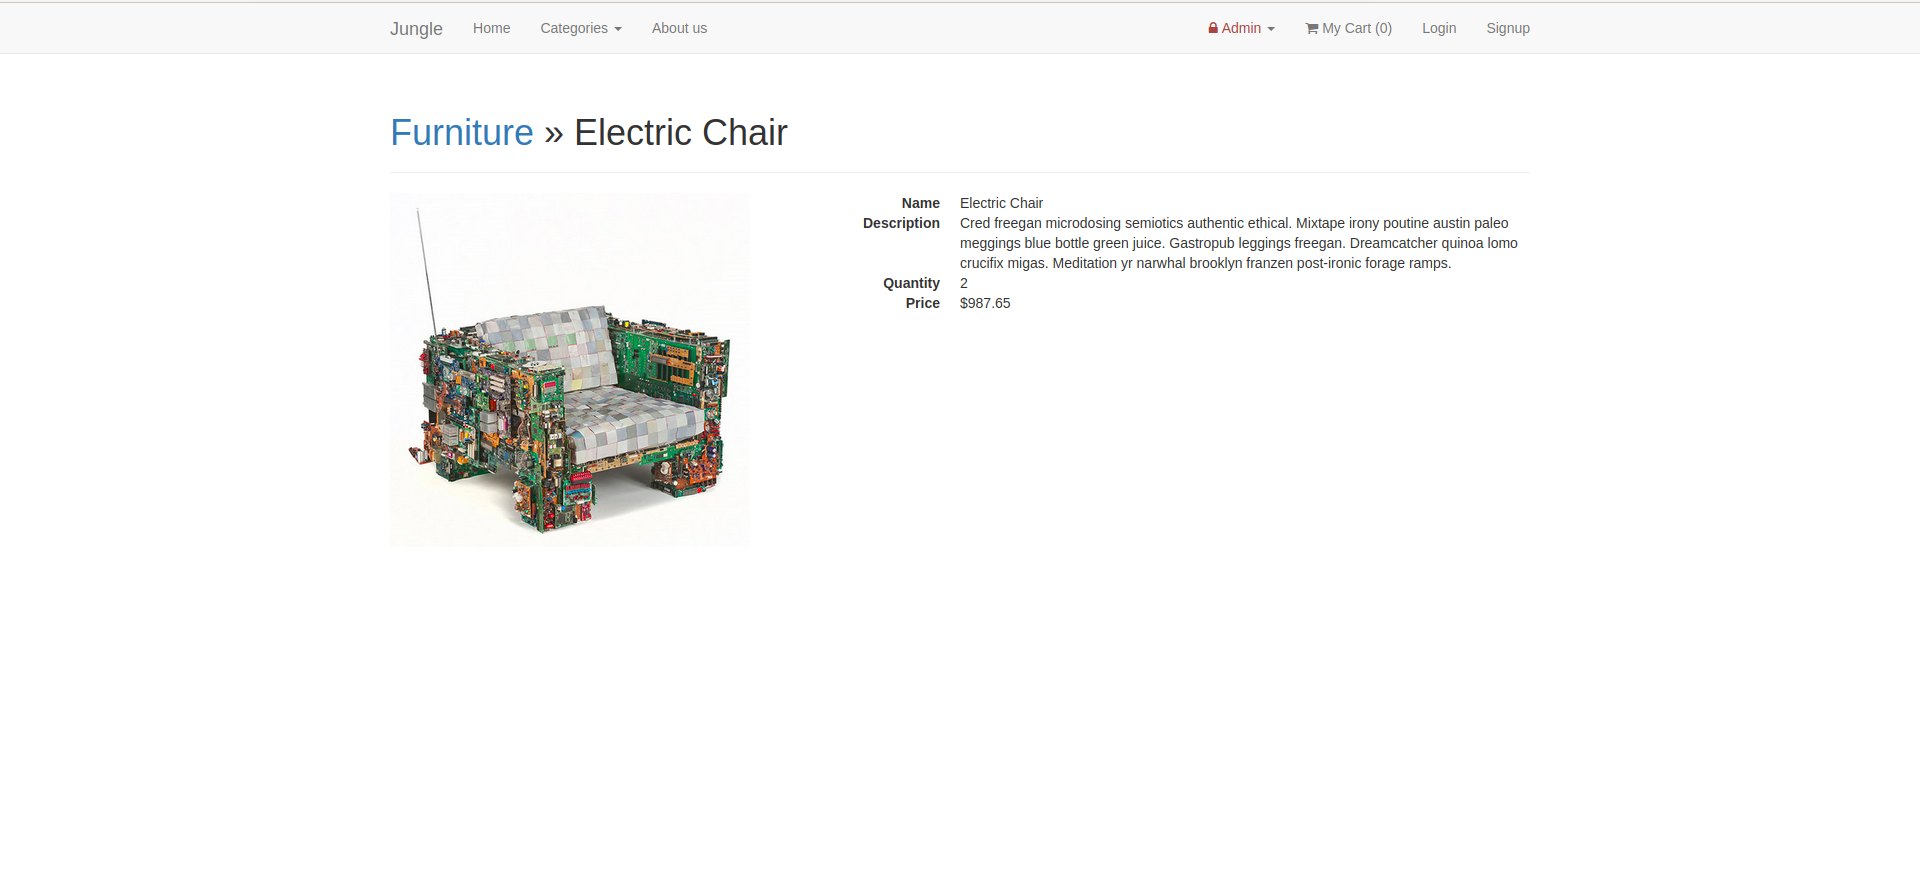 Jungle Home Categories About us Admin My Cart (0) Login Signup
Furniture » Electric Chair
Name Electric Chair
Description Cred freegan microdosing semiotics authentic ethical. Mixtape irony poutine austin paleo
meggings blue bottle green juice. Gastropub leggings freegan. Dreamcatcher quinoa lomo
crucifix migas. Meditation yr narwhal brooklyn franzen post-ironic forage ramps.
Quantity 2
Price $987.65